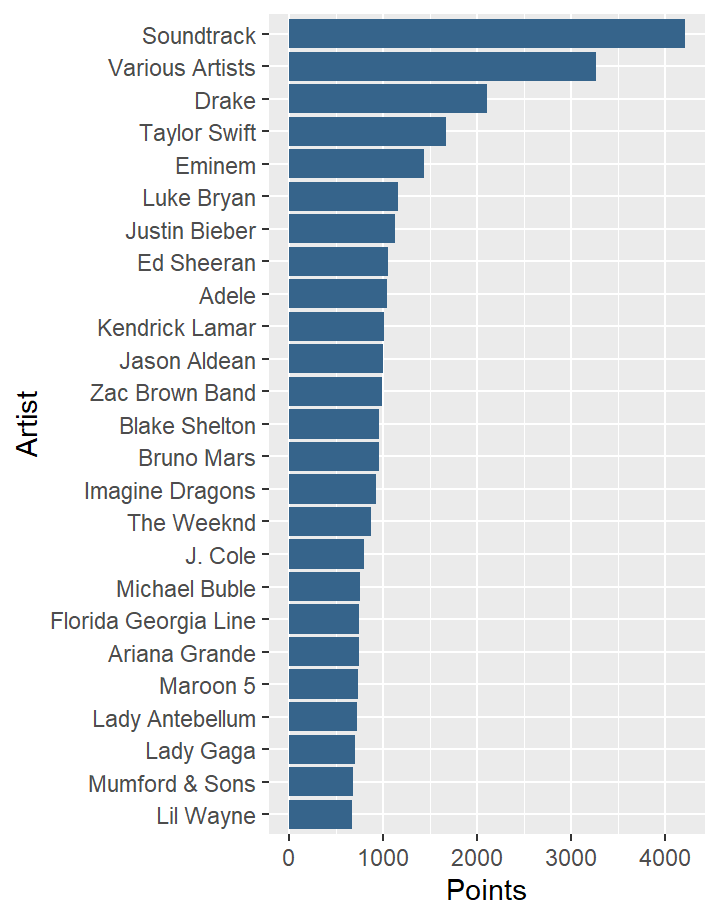 Soundtrack
Various Artists
Drake
Taylor Swift
Eminem
Luke Bryan
Justin Bieber
Ed Sheeran
Adele
Kendrick Lamar
Jason Aldean
Zac Brown Band
Blake Shelton
Bruno Mars
Imagine Dragons
The Weeknd
J. Cole
Michael Buble
Florida Georgia Line
Ariana Grande
Maroon 5
Lady Antebellum
Lady Gaga
Mumford & Sons
Lil Wayne
Artist
0 1000 2000 3000 4000
Points